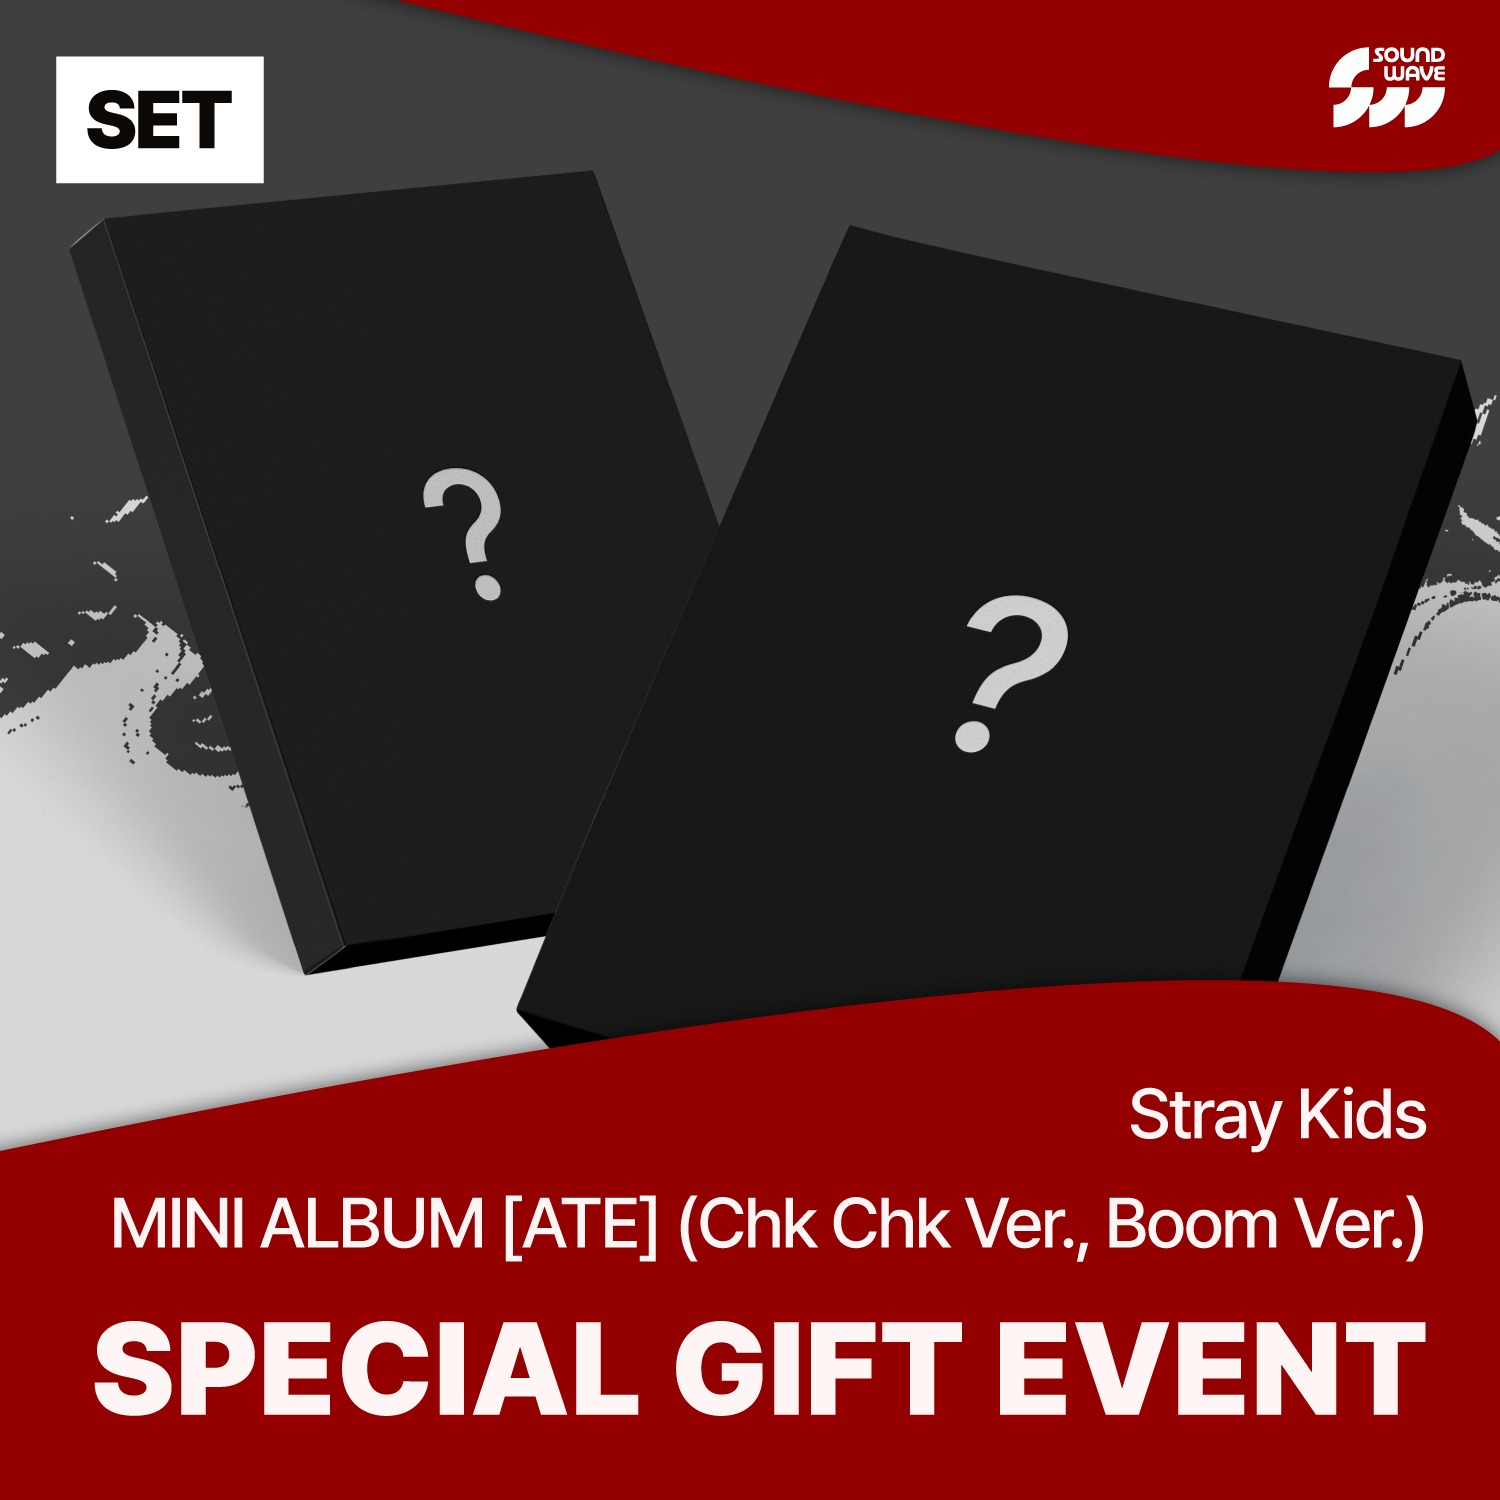 SET
SOUND
WAVE
?
?
Stray Kids
MINI ALBUM [ATE] (Chk Chk Ver., Boom Ver.)
SPECIAL GIFT EVENT